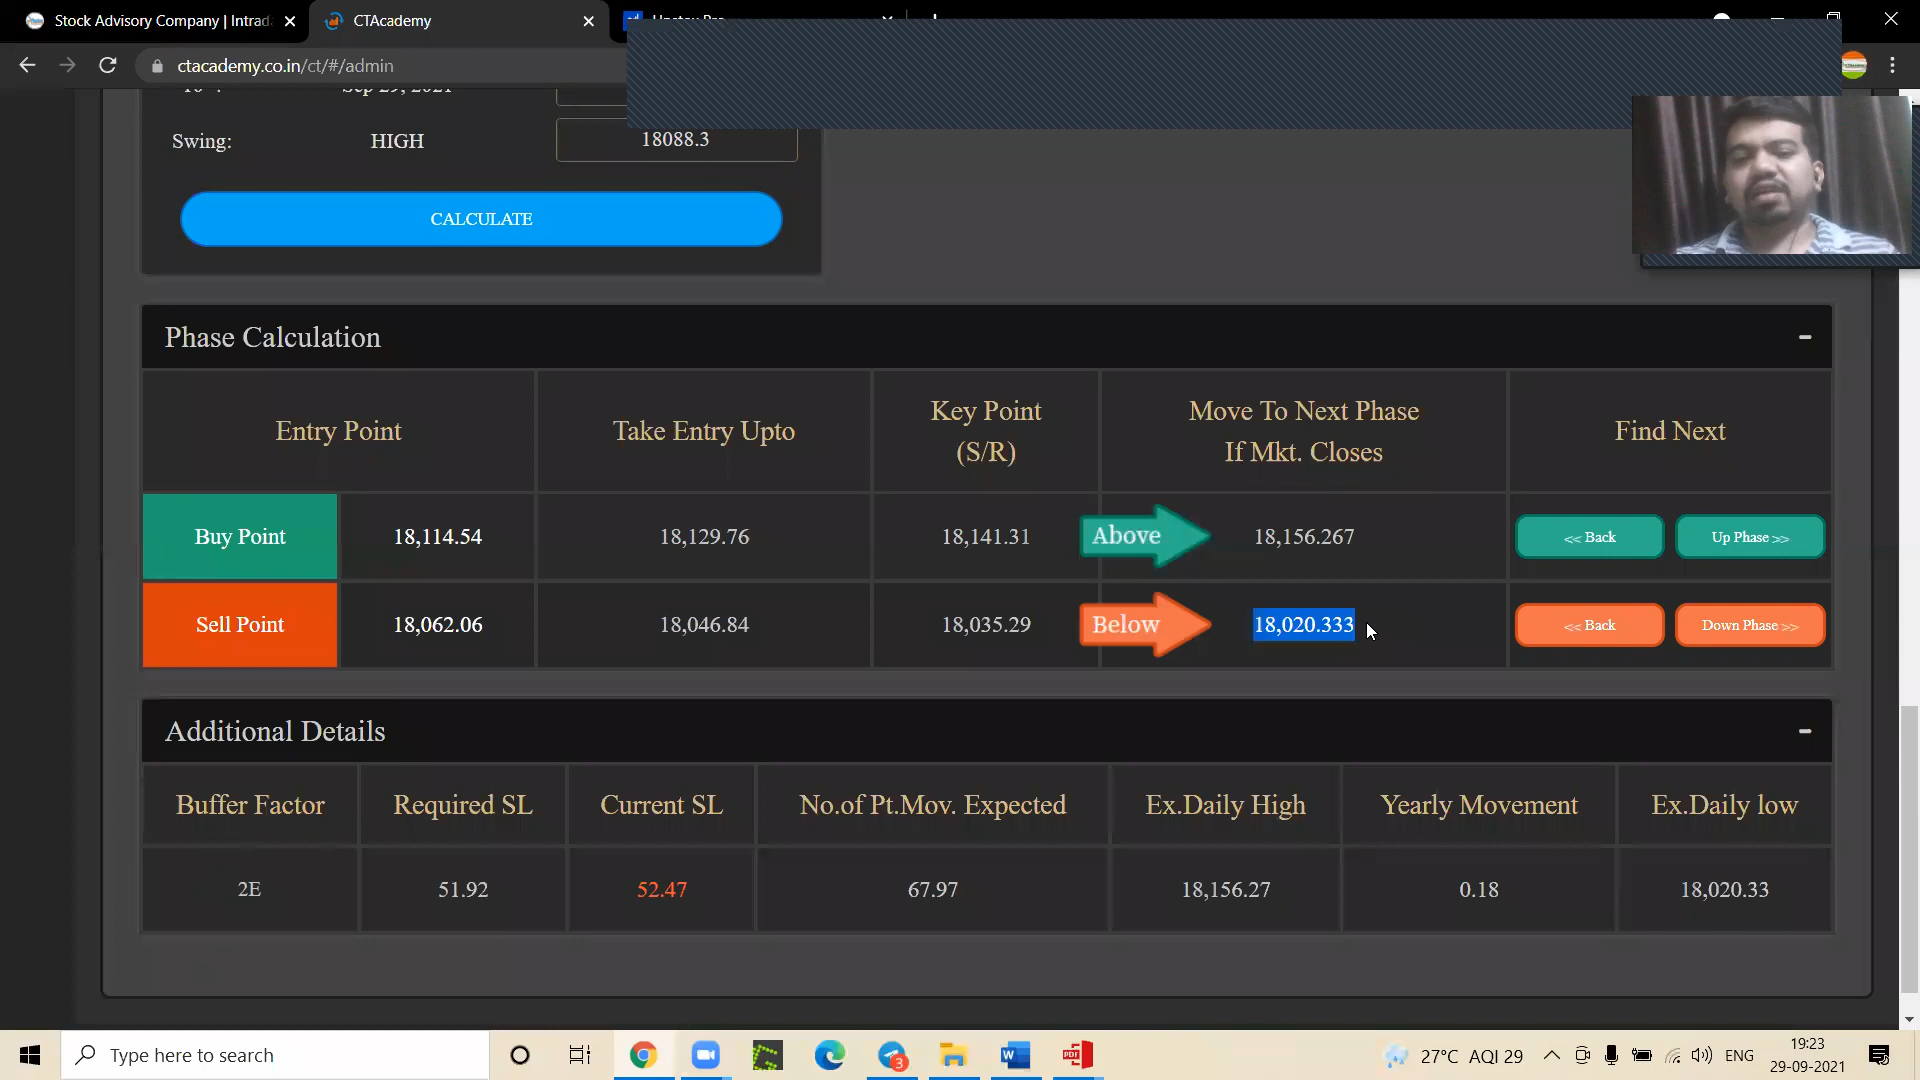 Stock Advisory Company | Intrad
CTAcademy
ctacademy.co.in/ct/#/admin
Swing:
HIGH
18088.3
CALCULATE
Phase Calculation
Entry Point
Take Entry Upto
Key Point
(S/R)
Move To Next Phase
If Mkt. Closes
Find Next
Buy Point
18,114.54
18,129.76
18,141.31
Above
18,156.267
<< Back
Up Phase >>
Sell Point
18,062.06
18,046.84
18,035.29
Below
18,020.333
<< Back
Down Phase >>
Additional Details
Buffer Factor
Required SL
Current SL
No.of Pt.Mov. Expected
Ex.Daily High
Yearly Movement
Ex.Daily low
2E
51.92
52.47
67.97
18,156.27
0.18
18,020.33
Type here to search
3
27°C AQI 29
ENG
19:23
29-09-2021